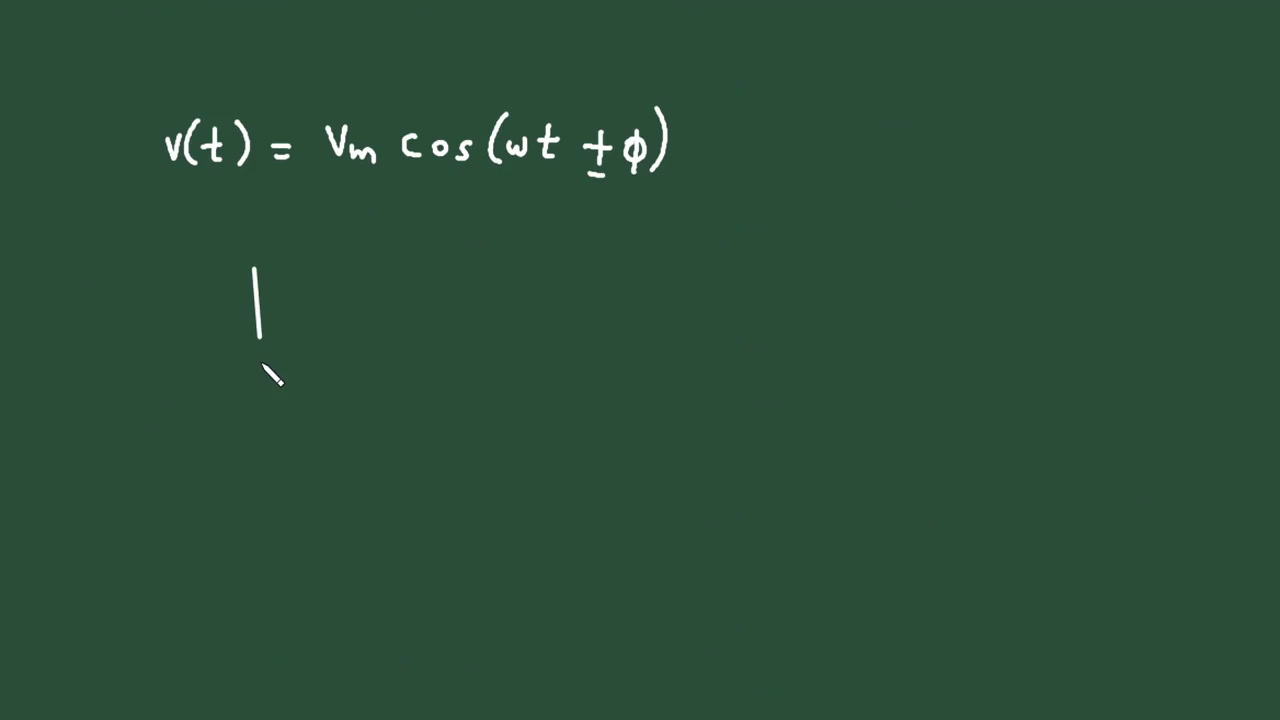 v(t) = Vm cos(ωt ± ϕ)